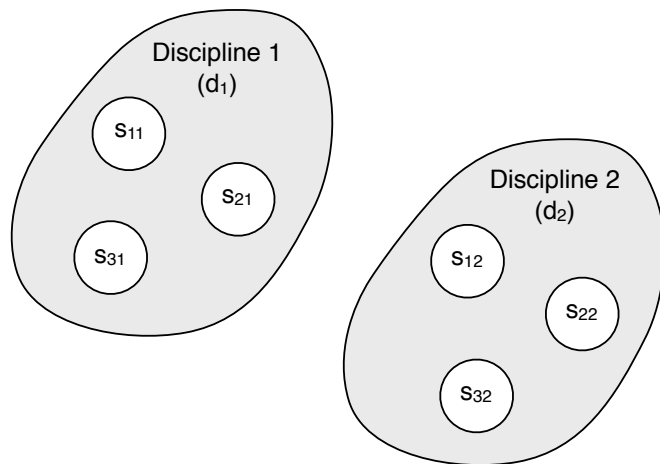 Discipline 1
(d₁)
s₁₁
s₂₁
s₃₁
Discipline 2
(d₂)
s₁₂
s₂₂
s₃₂